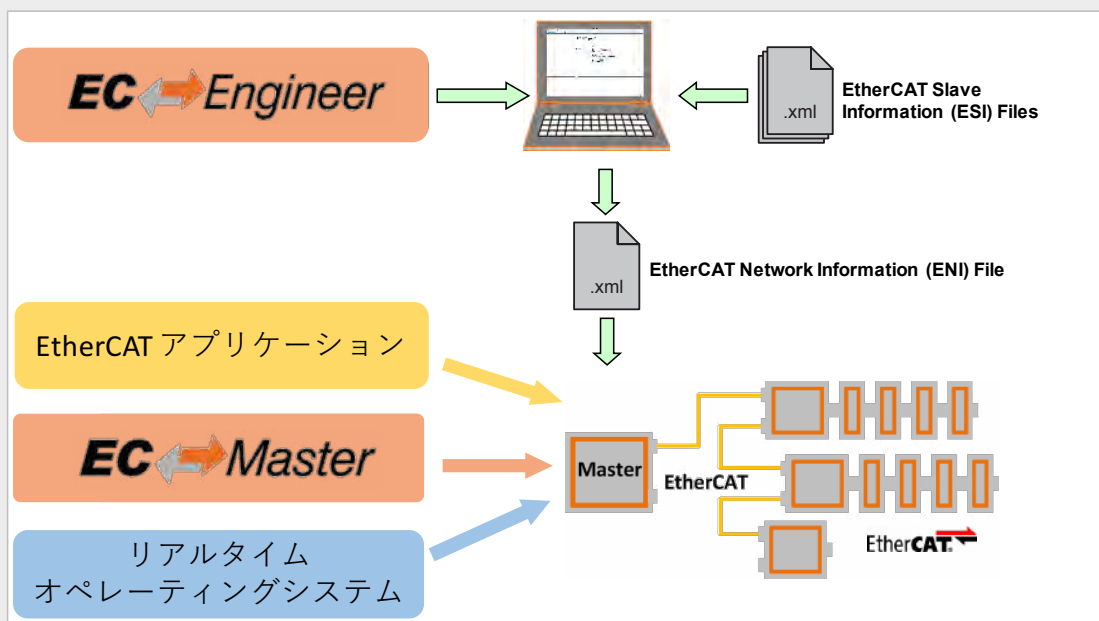 EC Engineer
.xml
EtherCAT Slave
Information (ESI) Files
.xml
EtherCAT Network Information (ENI) File
EtherCAT アプリケーション
EC Master
Master
EtherCAT
EtherCAT®
リアルタイム
オペレーティングシステム